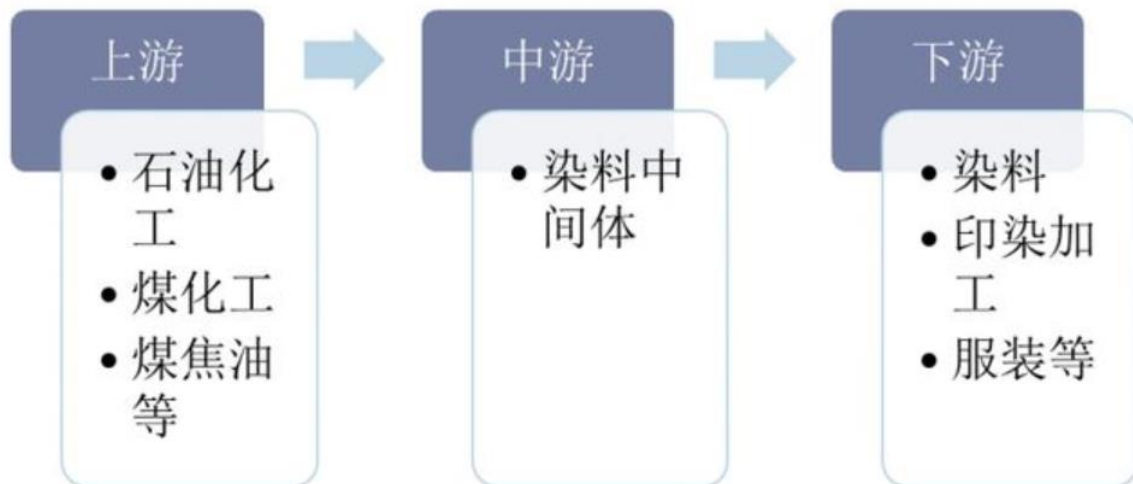 上游
中游
下游
• 石油化
工
• 煤化工
• 煤焦油
等
• 染料中
间体
• 染料
• 印染加
工
• 服装等